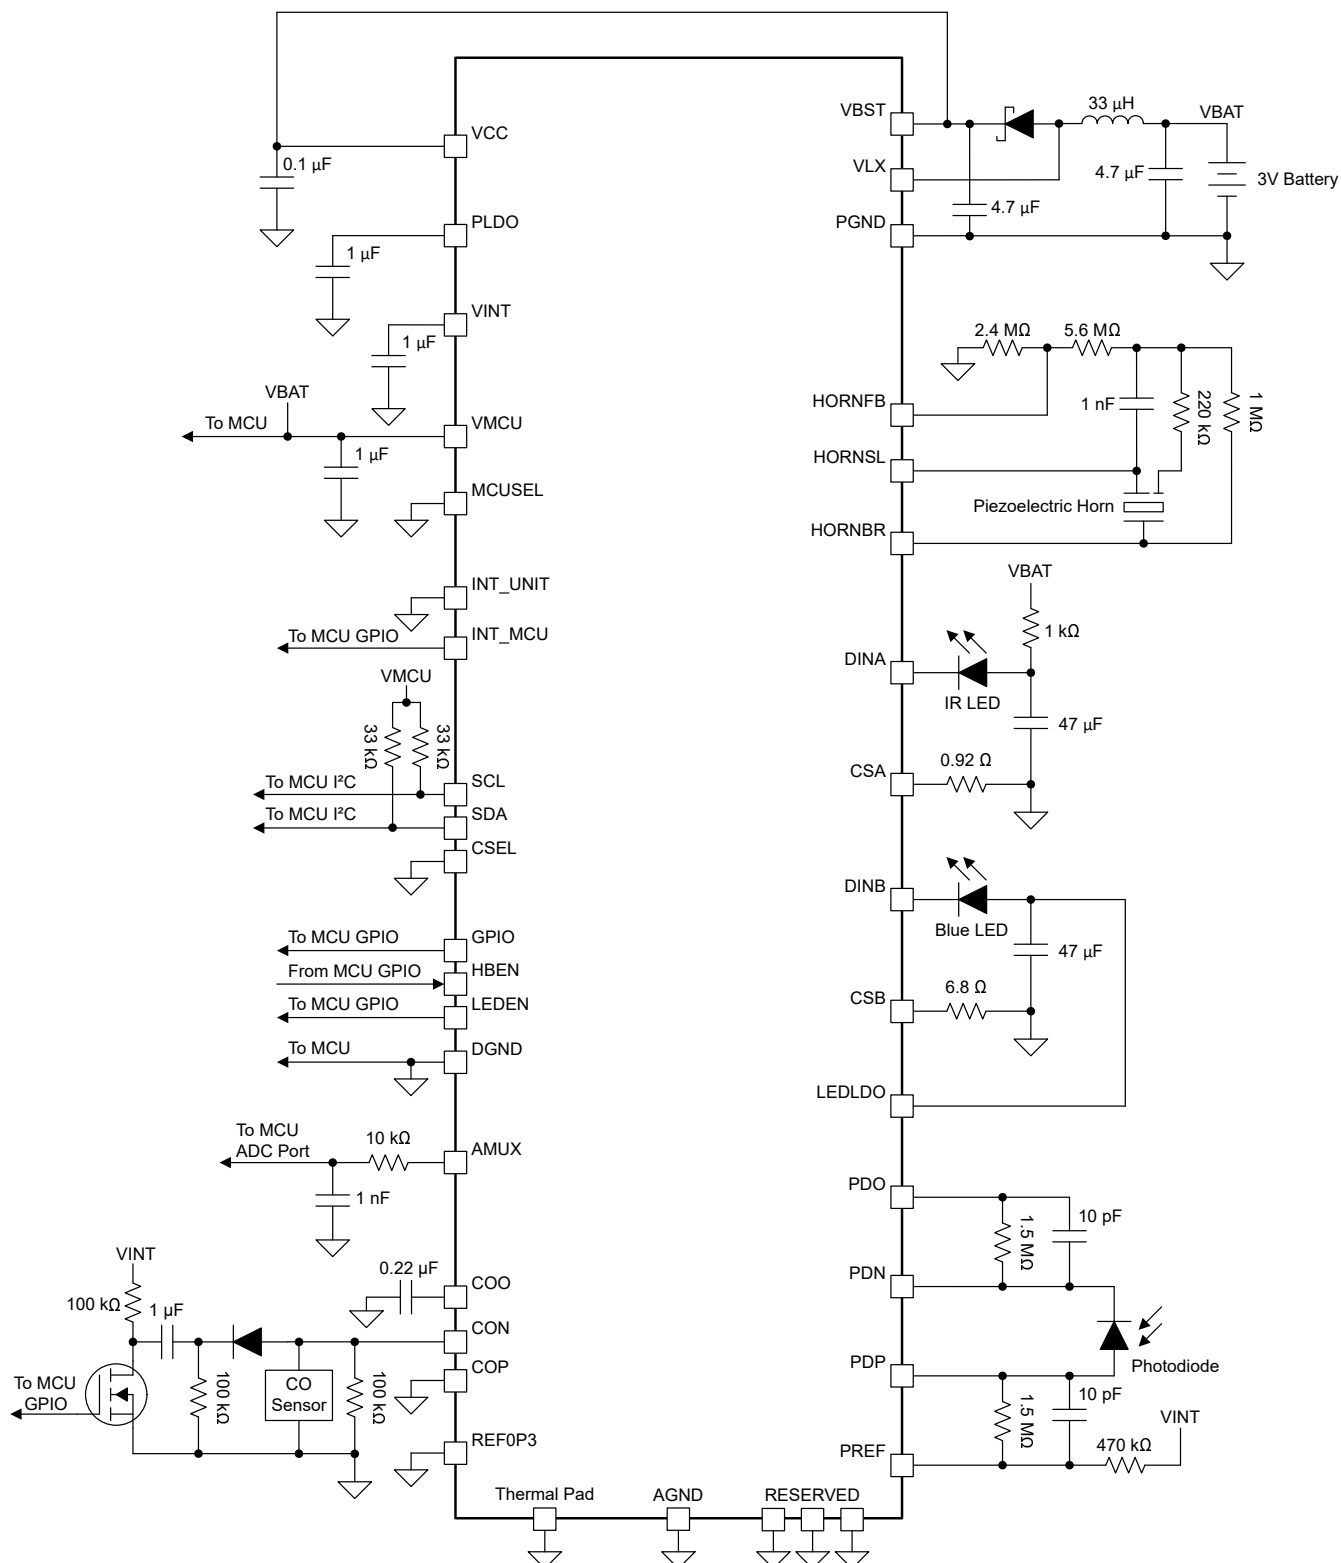 VCC
0.1 µF
PLDO
1 µF
VINT
1 µF
VBAT
To MCU
VMCU
1 µF
MCUSEL
INT_UNIT
To MCU GPIO
INT_MCU
VMCU
33 kΩ
33 kΩ
To MCU I²C
SCL
To MCU I²C
SDA
CSEL
To MCU GPIO
GPIO
From MCU GPIO
HBEN
To MCU GPIO
LEDEN
To MCU
DGND
To MCU
ADC Port
10 kΩ
AMUX
1 nF
VINT
100 kΩ
1 µF
0.22 µF
COO
CON
COP
To MCU
GPIO
100 kΩ
CO
Sensor
100 kΩ
REF0P3
Thermal Pad
AGND
RESERVED
VBST
33 µH
VBAT
VLX
4.7 µF
3V Battery
4.7 µF
PGND
2.4 MΩ
5.6 MΩ
HORNFB
1 nF
220 kΩ
1 MΩ
HORNSL
Piezoelectric Horn
HORNBR
VBAT
1 kΩ
DINA
IR LED
47 µF
CSA
0.92 Ω
DINB
Blue LED
47 µF
CSB
6.8 Ω
LEDLDO
PDO
1.5 MΩ
10 pF
PDN
PDP
Photodiode
1.5 MΩ
10 pF
VINT
PREF
470 kΩ